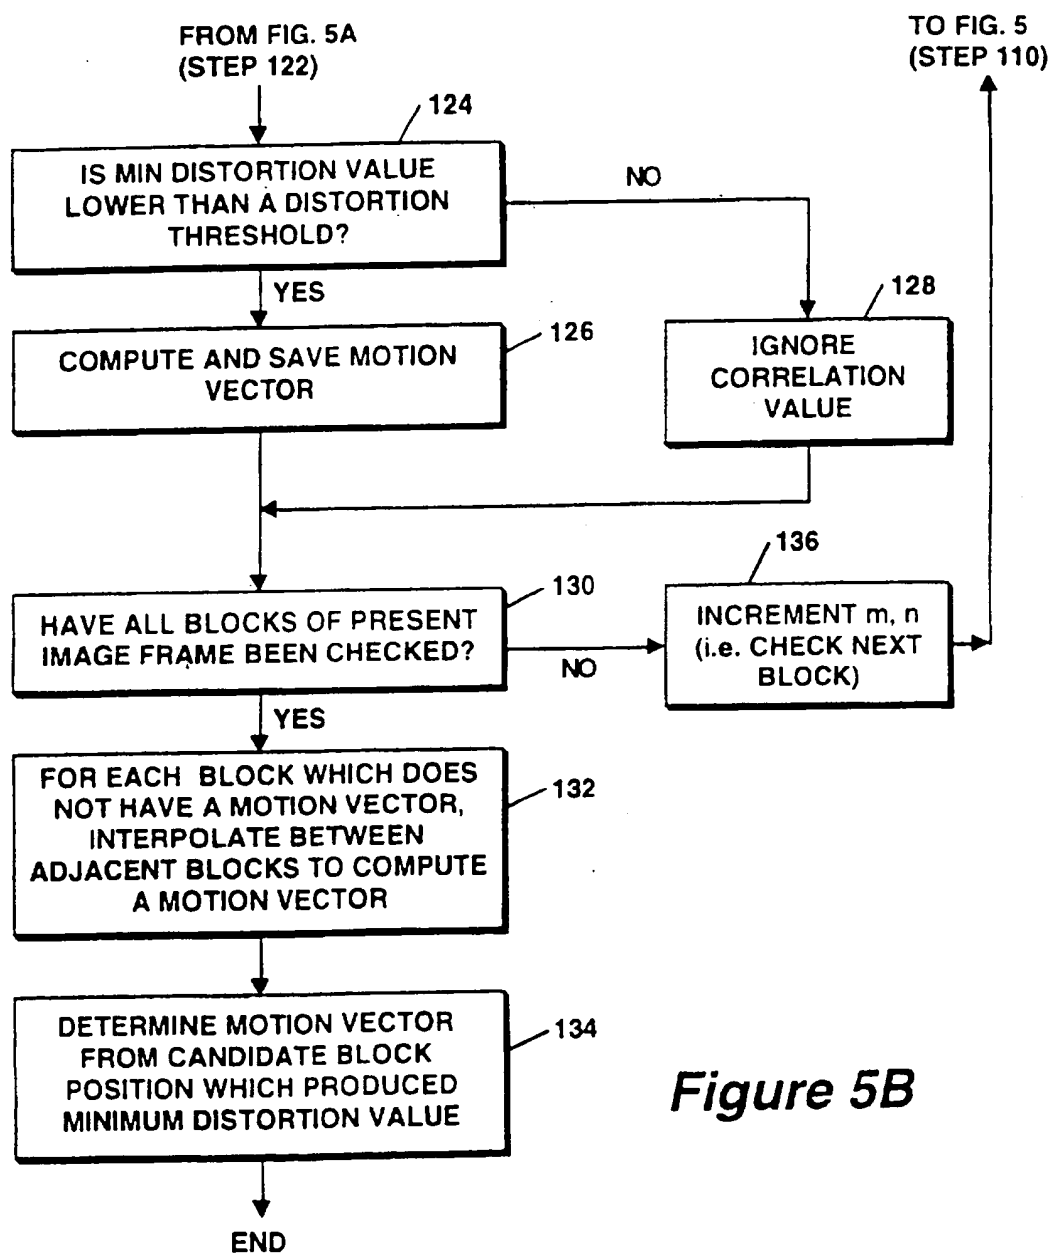 FROM FIG. 5A
(STEP 122)
TO FIG. 5
(STEP 110)
124
IS MIN DISTORTION VALUE
LOWER THAN A DISTORTION
THRESHOLD?
NO
YES
128
126
COMPUTE AND SAVE MOTION
VECTOR
IGNORE
CORRELATION
VALUE
136
130
HAVE ALL BLOCKS OF PRESENT
IMAGE FRAME BEEN CHECKED?
NO
INCREMENT m, n
(i.e. CHECK NEXT
BLOCK)
YES
FOR EACH BLOCK WHICH DOES
NOT HAVE A MOTION VECTOR,
INTERPOLATE BETWEEN
ADJACENT BLOCKS TO COMPUTE
A MOTION VECTOR
132
DETERMINE MOTION VECTOR
FROM CANDIDATE BLOCK
POSITION WHICH PRODUCED
MINIMUM DISTORTION VALUE
134
Figure 5B
END